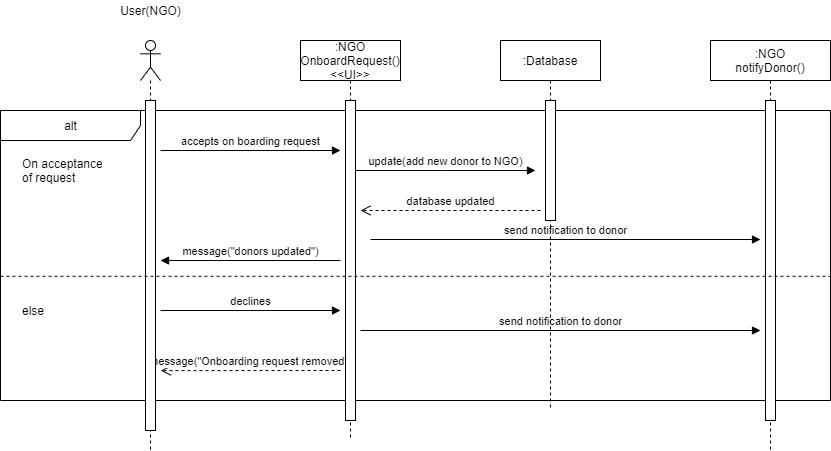 User(NGO)
:NGO
OnboardRequest()
<<UI>>
:Database
:NGO
notifyDonor()
alt
accepts on boarding request
On acceptance
of request
update(add new donor to NGO)
database updated
send notification to donor
message("donors updated")
declines
else
send notification to donor
message("Onboarding request removed